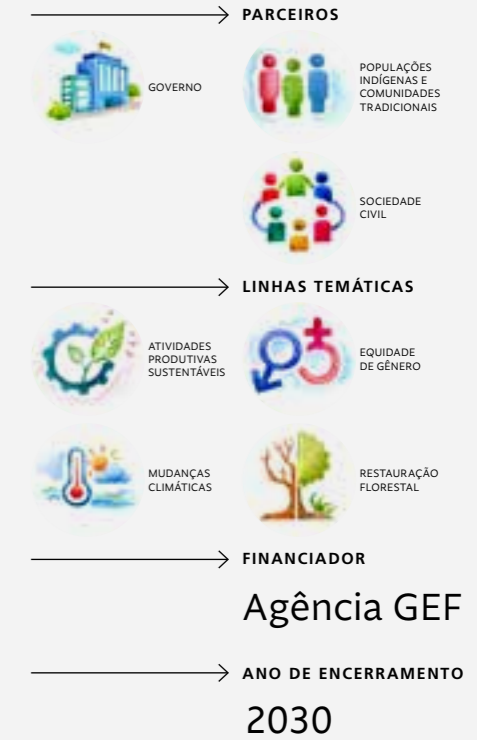 PARCEIROS
GOVERNO
POPULAÇÕES
INDÍGENAS E
COMUNIDADES
TRADICIONAIS
SOCIEDADE
CIVIL
LINHAS TEMÁTICAS
ATIVIDADES
PRODUTIVAS
SUSTENTÁVEIS
EQUIDADE
DE GÊNERO
MUDANÇAS
CLIMÁTICAS
RESTAURAÇÃO
FLORESTAL
FINANCIADOR
Agência GEF
ANO DE ENCERRAMENTO
2030